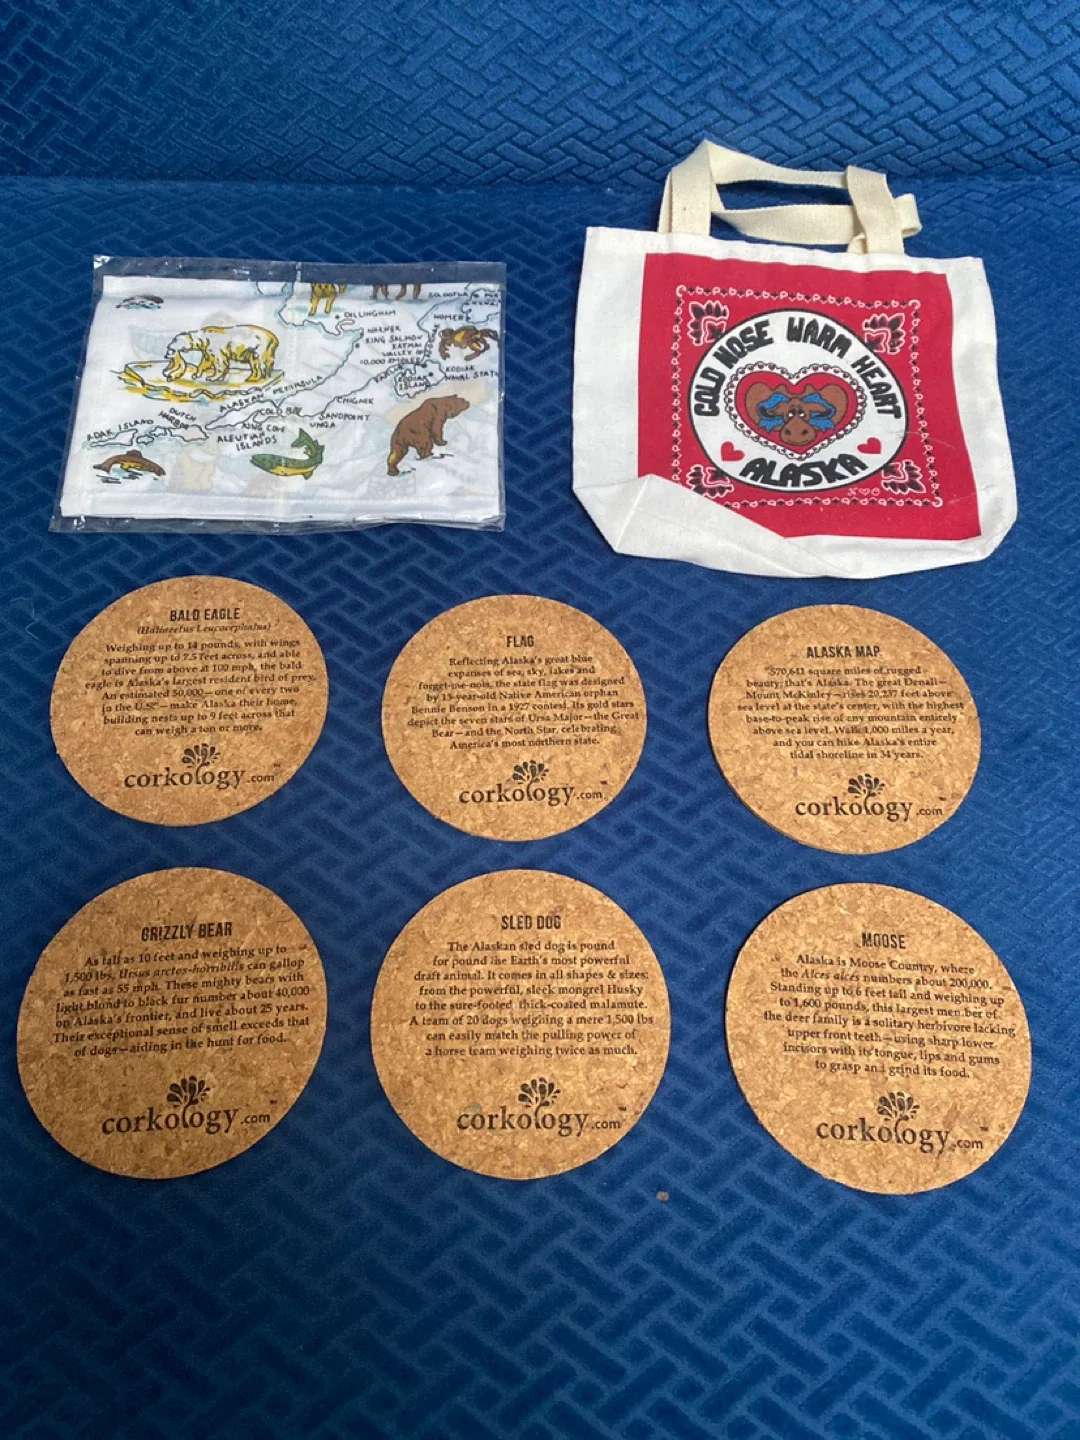 DILLINGHAM
HOMER
NAKNEK
KING SALMON
KATMAI
VALLEY OF
10,000 SMOKES
KARLUK
KODIAK
ISLAND
KODIAK
NAVAL STATI
ALASKAN PENINSULA
CHIGNIK
DUTCH
HARBOR
COLD BAY
SANDPOINT
KING COVE
UNGA
ADAK ISLAND
ALEUTIAN
ISLANDS
COLD NOSE WARM HEART
ALASKA
BALD EAGLE
(Haliaeetus Leucocephalus)
Weighing up to 14 pounds, with wings
spanning up to 7.5 feet across, and able
to dive from above at 100 mph, the bald
eagle is Alaska's largest resident bird of prey.
An estimated 50,000—one of every two
in the U.S.—make Alaska their home,
building nests up to 9 feet across that
can weigh a ton or more.
corkology.com™
FLAG
Reflecting Alaska's great blue
expanses of sea, sky, lakes and
forget-me-nots, the state flag was designed
by 13-year-old Native American orphan
Bennie Benson in a 1927 contest. Its gold stars
depict the seven stars of Ursa Major—the Great
Bear—and the North Star, celebrating
America's most northern state.
corkology.com
ALASKA MAP
570,641 square miles of rugged
beauty; that's Alaska. The great Denali—
Mount McKinley—rises 20,237 feet above
sea level at the state's center, with the highest
base-to-peak rise of any mountain entirely
above sea level. Walk 1,000 miles a year,
and you can hike Alaska's entire
tidal shoreline in 34 years.
corkology.com™
GRIZZLY BEAR
As tall as 10 feet and weighing up to
1,500 lbs, Ursus arctos-horribilis can gallop
as fast as 55 mph. These mighty bears with
light blond to black fur number about 40,000
on Alaska's frontier, and live about 25 years.
Their exceptional sense of smell exceeds that
of dogs—aiding in the hunt for food.
corkology.com™
SLED DOG
The Alaskan sled dog is pound
for pound the Earth's most powerful
draft animal. It comes in all shapes & sizes;
from the powerful, sleek mongrel Husky
to the sure-footed, thick-coated malamute.
A team of 20 dogs weighing a mere 1,500 lbs
can easily match the pulling power of
a horse team weighing twice as much.
corkology.com™
MOOSE
Alaska is Moose Country, where
the Alces alces numbers about 200,000.
Standing up to 6 feet tall and weighing up
to 1,600 pounds, this largest member of
the deer family is a solitary herbivore lacking
upper front teeth—using sharp lower
incisors with its tongue, lips and gums
to grasp and grind its food.
corkology.com™